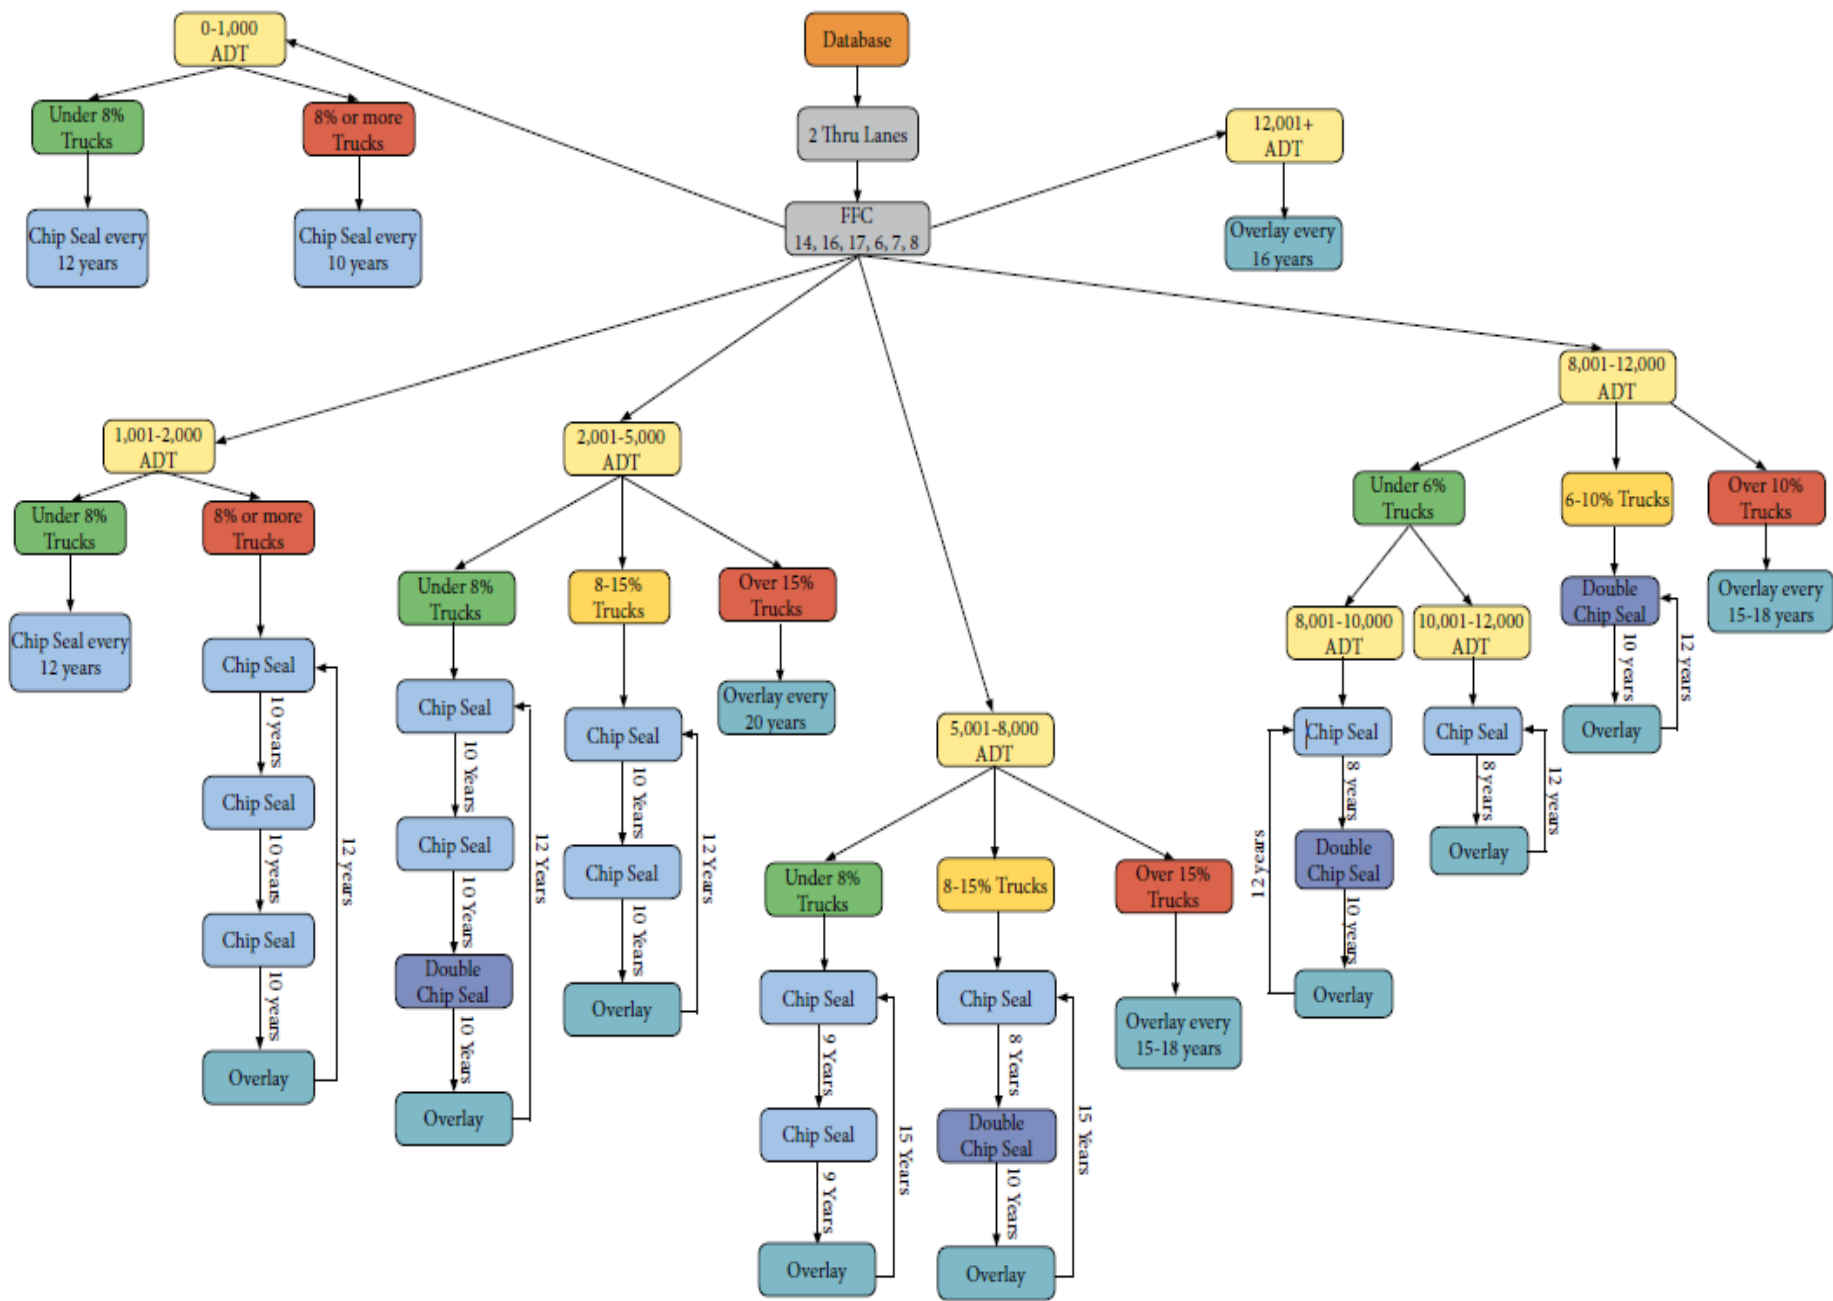 Database
2 Thru Lanes
FFC
14, 16, 17, 6, 7, 8
0-1,000
ADT
Under 8%
Trucks
Chip Seal every
12 years
8% or more
Trucks
Chip Seal every
10 years
12,001+
ADT
Overlay every
16 years
1,001-2,000
ADT
Under 8%
Trucks
Chip Seal every
12 years
8% or more
Trucks
Chip Seal
10 years
Chip Seal
10 years
Chip Seal
10 years
Overlay
12 years
2,001-5,000
ADT
Under 8%
Trucks
Chip Seal
10 Years
Chip Seal
10 Years
Double
Chip Seal
10 Years
Overlay
12 Years
8-15%
Trucks
Chip Seal
10 Years
Chip Seal
10 Years
Overlay
12 Years
Over 15%
Trucks
Overlay every
20 years
5,001-8,000
ADT
Under 8%
Trucks
Chip Seal
9 Years
Chip Seal
9 Years
Overlay
15 Years
8-15% Trucks
Chip Seal
8 Years
Double
Chip Seal
10 Years
Overlay
15 Years
Over 15%
Trucks
Overlay every
15-18 years
8,001-12,000
ADT
Under 6%
Trucks
8,001-10,000
ADT
Chip Seal
8 years
Double
Chip Seal
10 years
Overlay
12 years
10,001-12,000
ADT
Chip Seal
8 years
Overlay
12 years
6-10% Trucks
Double
Chip Seal
10 years
Overlay
12 years
Over 10%
Trucks
Overlay every
15-18 years